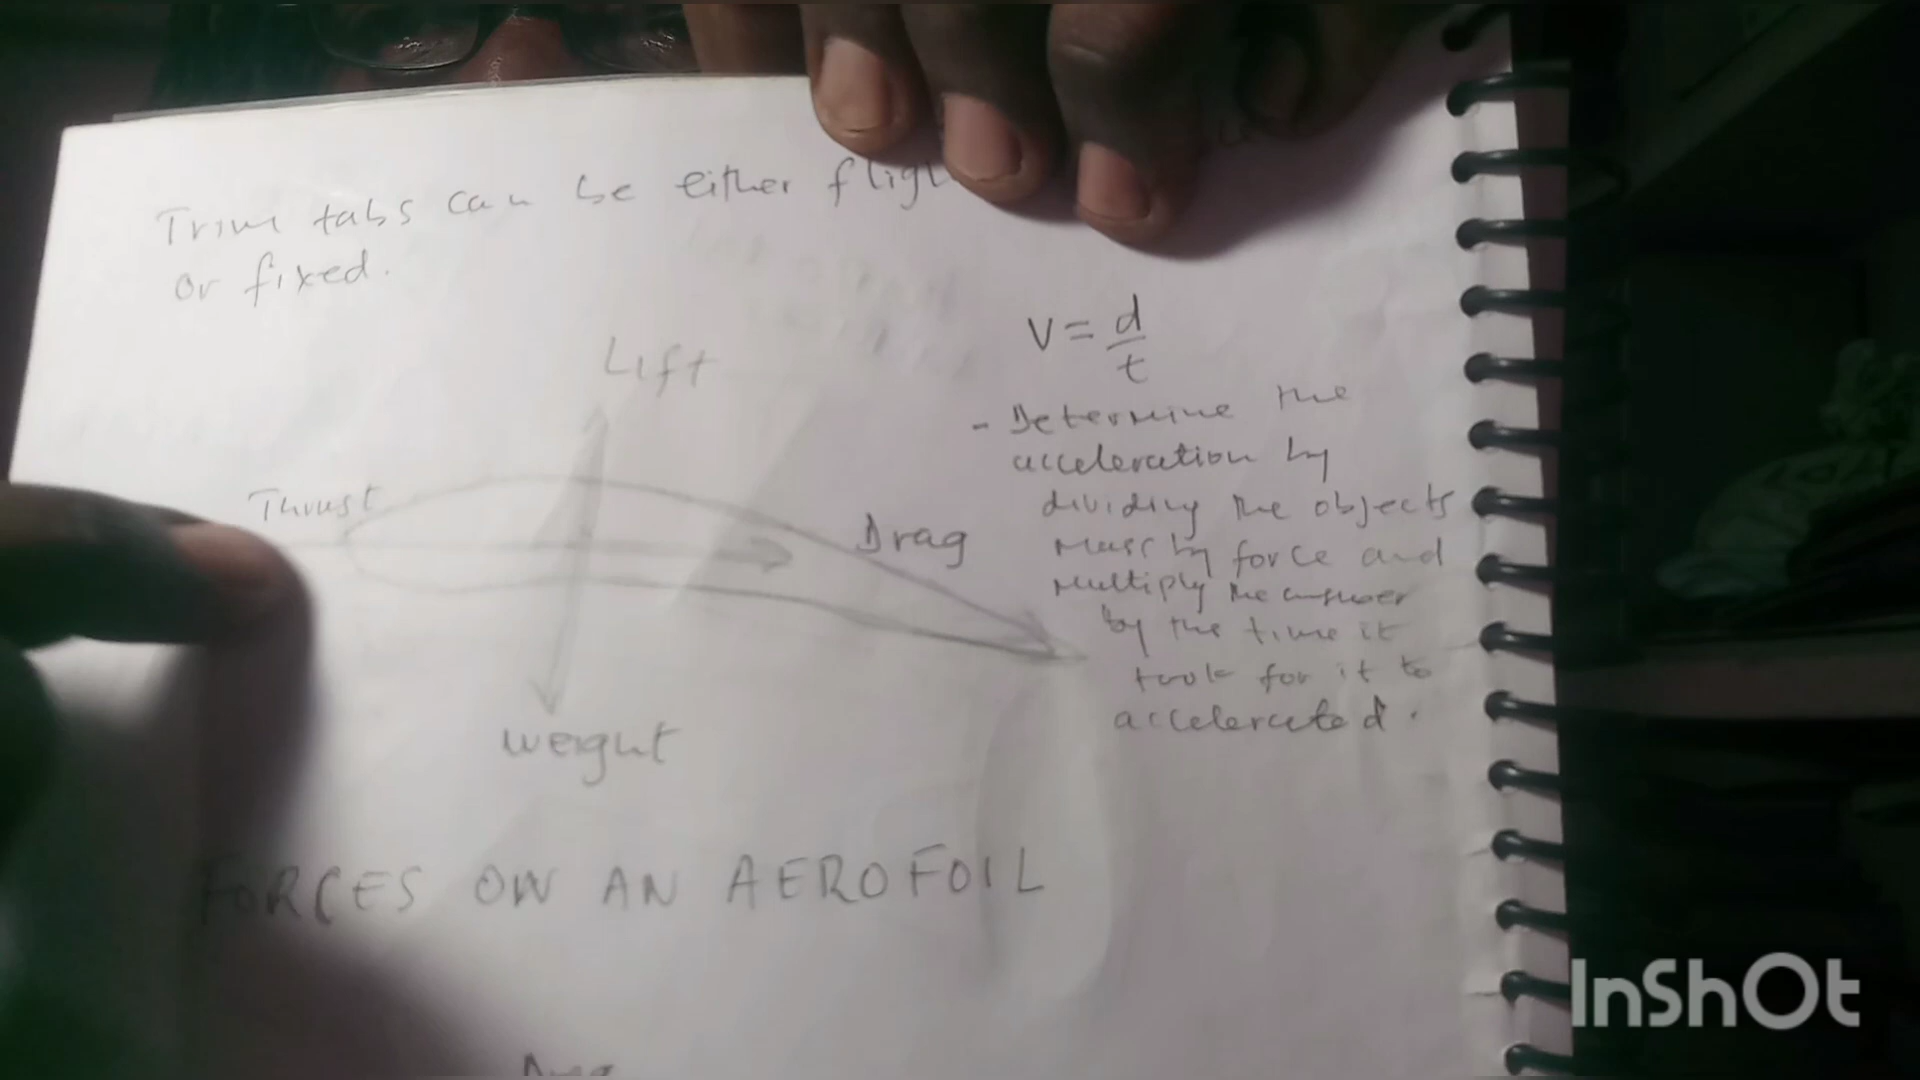 Trim tabs can be either flig
or fixed.
Lift
Thrust
Drag
weight
V = d/t
- Determine the
acceleration by
dividing the objects
mass by force and
multiply the answer
by the time it
took for it to
accelerated.
FORCES ON AN AEROFOIL
InShOt